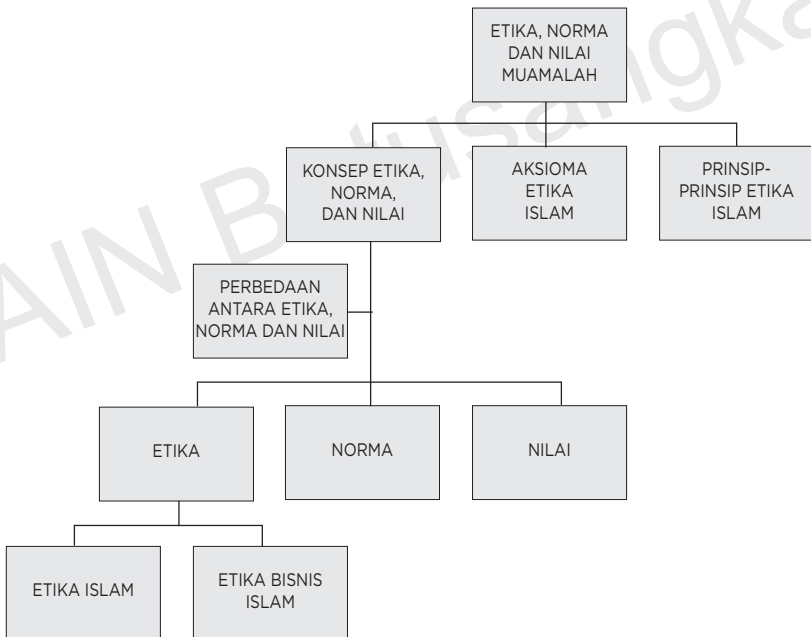 ETIKA, NORMA
DAN NILAI
MUAMALAH
KONSEP ETIKA,
NORMA,
DAN NILAI
AKSIOMA
ETIKA
ISLAM
PRINSIP-
PRINSIP ETIKA
ISLAM
PERBEDAAN
ANTARA ETIKA,
NORMA DAN NILAI
ETIKA
NORMA
NILAI
ETIKA ISLAM
ETIKA BISNIS
ISLAM